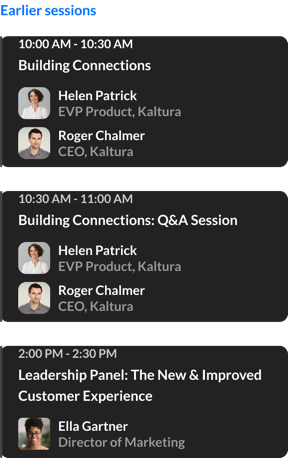 Earlier sessions
10:00 AM - 10:30 AM
Building Connections
Helen Patrick
EVP Product, Kaltura
Roger Chalmer
CEO, Kaltura
10:30 AM - 11:00 AM
Building Connections: Q&A Session
Helen Patrick
EVP Product, Kaltura
Roger Chalmer
CEO, Kaltura
2:00 PM - 2:30 PM
Leadership Panel: The New & Improved
Customer Experience
Ella Gartner
Director of Marketing